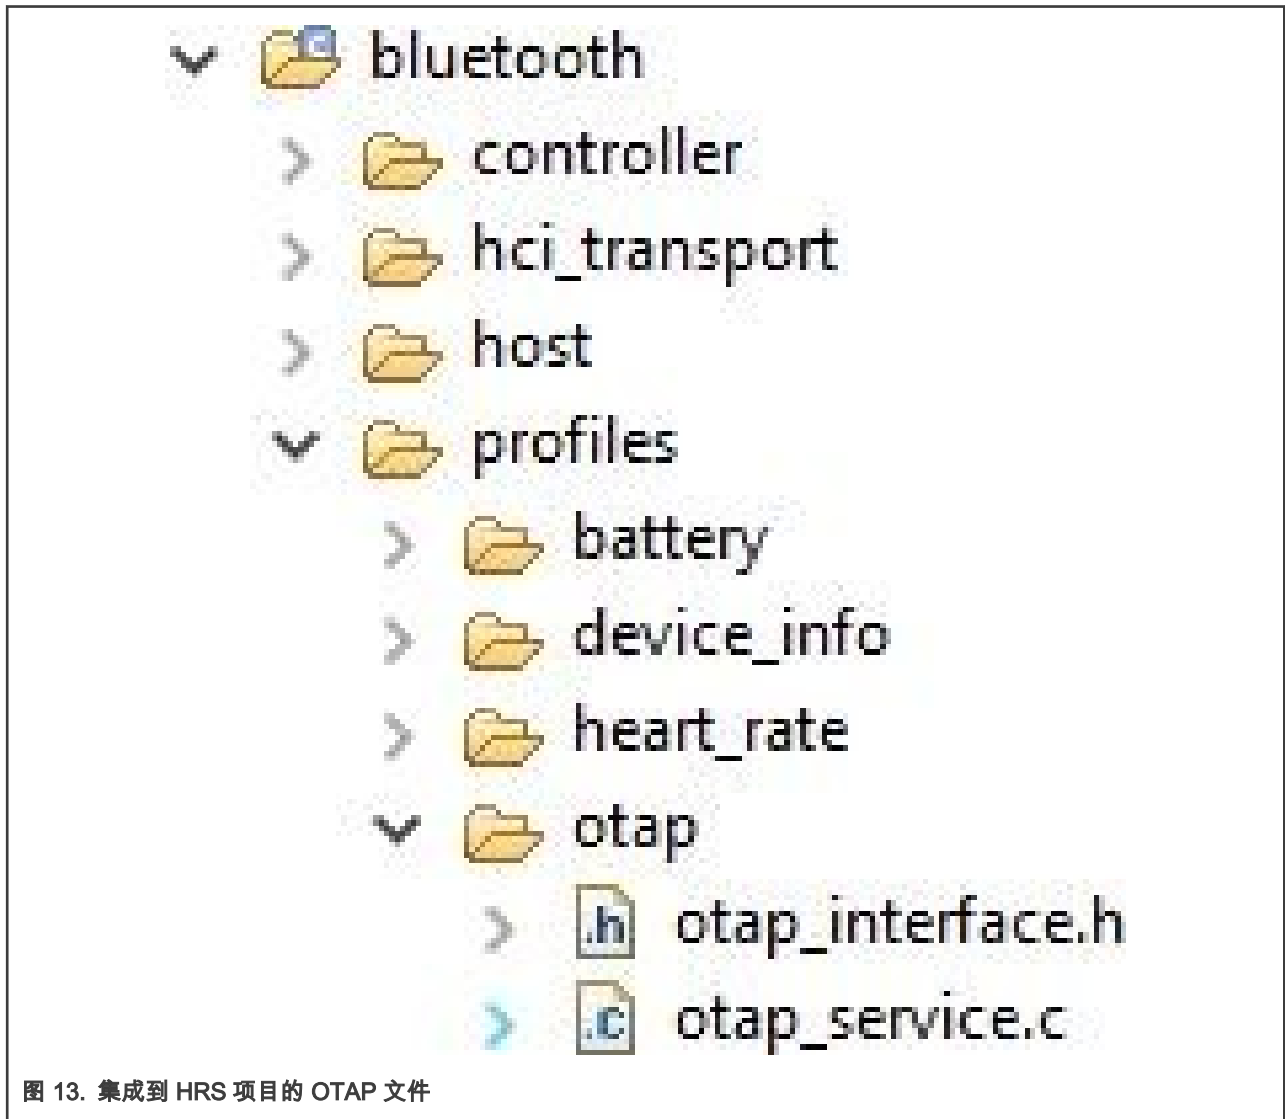 bluetooth
controller
hci_transport
host
profiles
battery
device_info
heart_rate
otap
.h otap_interface.h
.c otap_service.c
图 13. 集成到 HRS 项目的 OTAP 文件